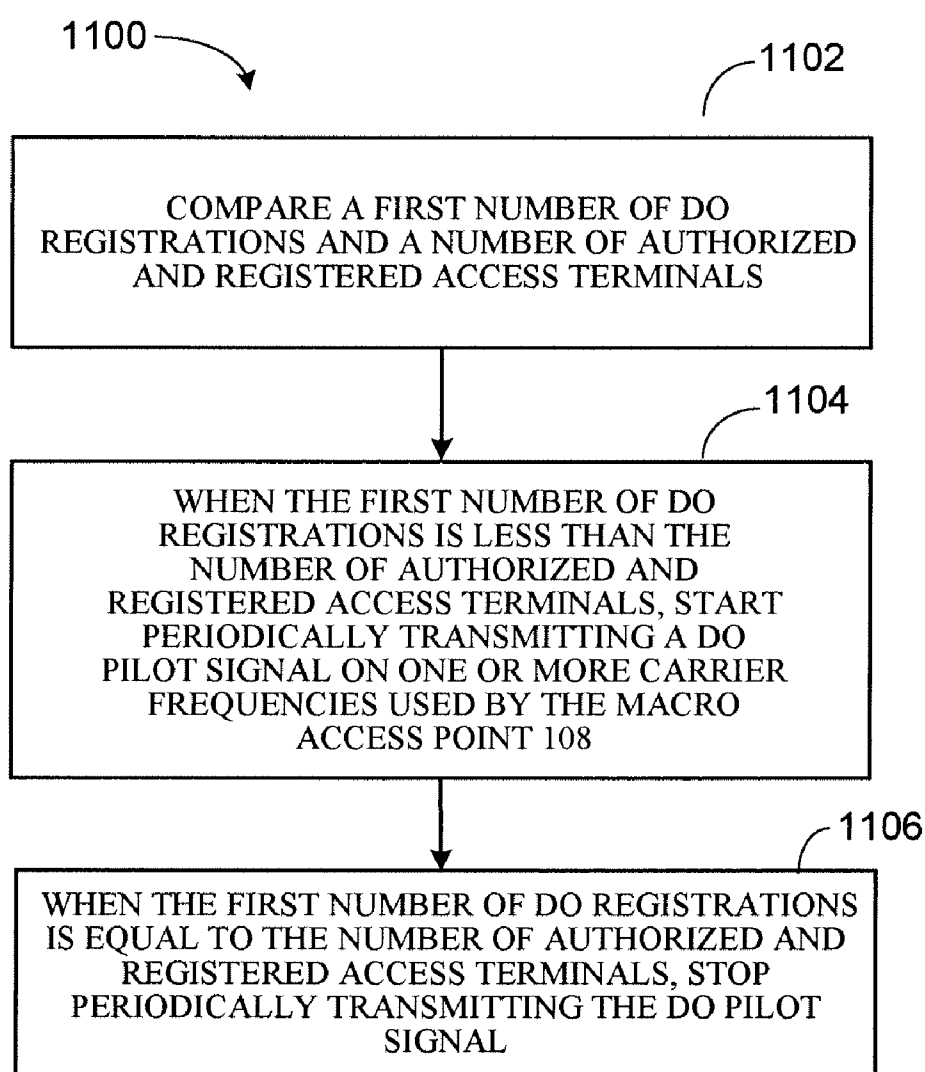 1100
1102
COMPARE A FIRST NUMBER OF DO
REGISTRATIONS AND A NUMBER OF AUTHORIZED
AND REGISTERED ACCESS TERMINALS
1104
WHEN THE FIRST NUMBER OF DO
REGISTRATIONS IS LESS THAN THE
NUMBER OF AUTHORIZED AND
REGISTERED ACCESS TERMINALS, START
PERIODICALLY TRANSMITTING A DO
PILOT SIGNAL ON ONE OR MORE CARRIER
FREQUENCIES USED BY THE MACRO
ACCESS POINT 108
1106
WHEN THE FIRST NUMBER OF DO REGISTRATIONS
IS EQUAL TO THE NUMBER OF AUTHORIZED AND
REGISTERED ACCESS TERMINALS, STOP
PERIODICALLY TRANSMITTING THE DO PILOT
SIGNAL